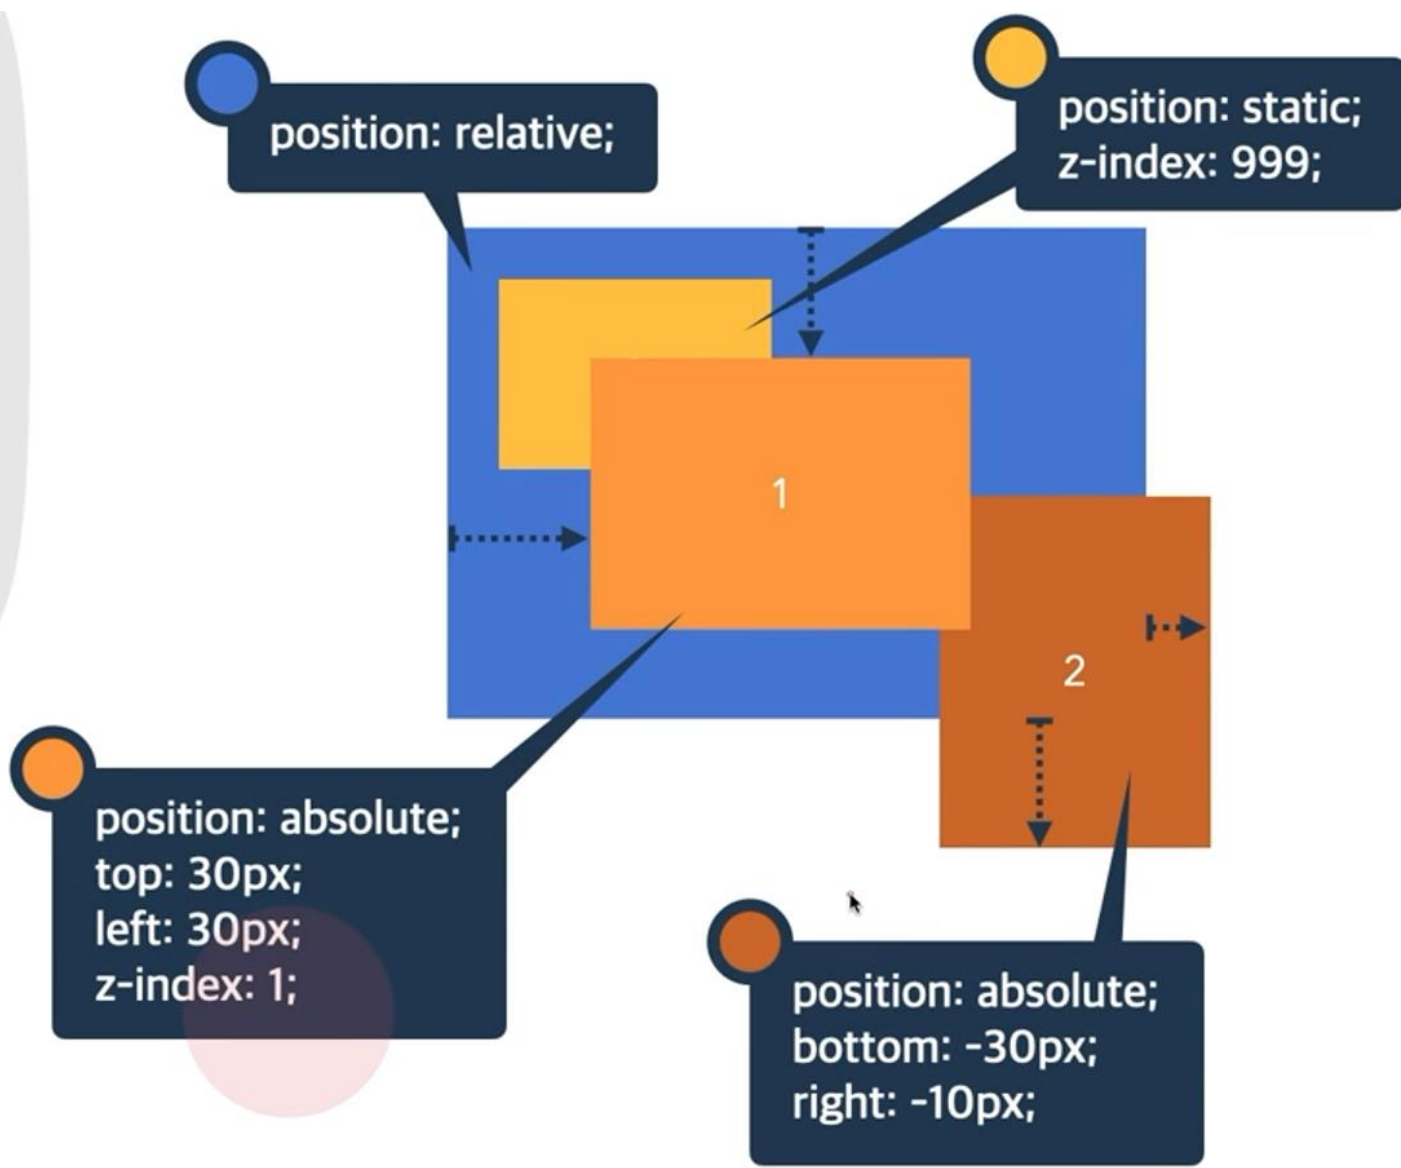 position: relative;
position: static;
z-index: 999;
1
2
position: absolute;
top: 30px;
left: 30px;
z-index: 1;
position: absolute;
bottom: -30px;
right: -10px;